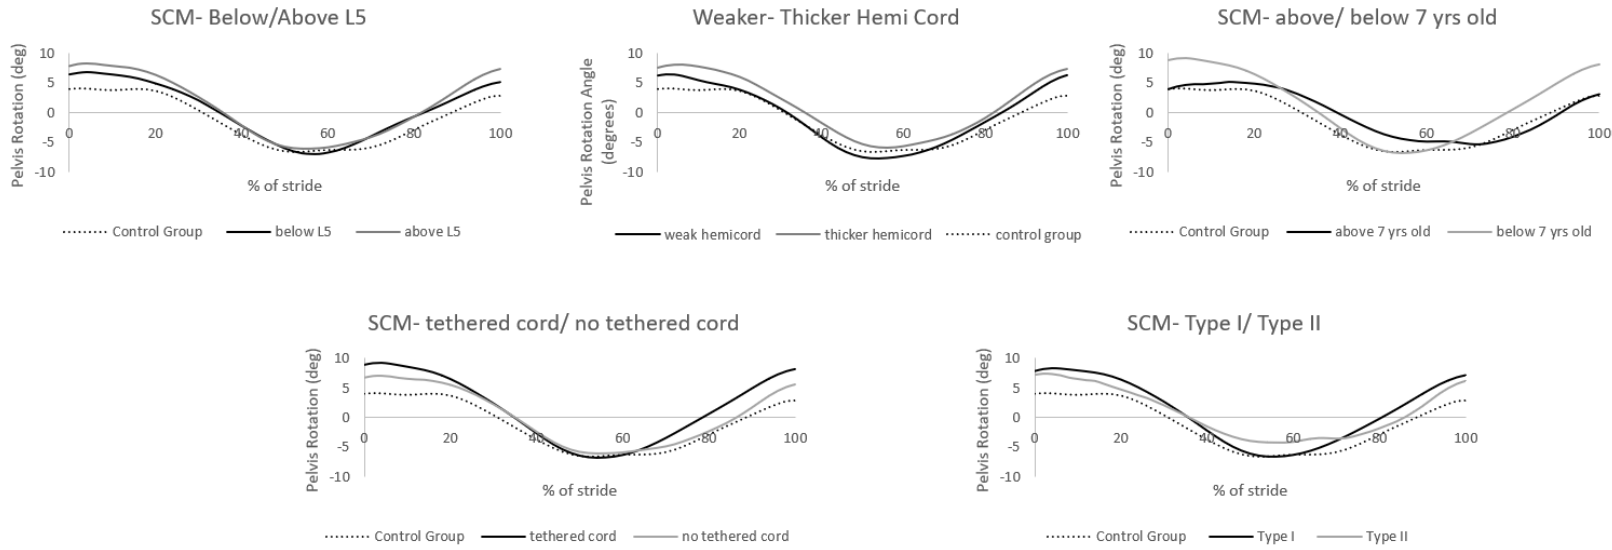 SCM- Below/Above L5
Pelvis Rotation (deg)
10
5
0
-5
-10
0
20
40
60
80
100
% of stride
Control Group
below L5
above L5
Weaker- Thicker Hemi Cord
Pelvis Rotation Angle
(degrees)
10
5
0
-5
-10
0
20
40
60
80
100
% of stride
weak hemicord
thicker hemicord
control group
SCM- above/ below 7 yrs old
Pelvis Rotation (deg)
10
5
0
-5
-10
0
20
40
60
80
100
% of stride
Control Group
above 7 yrs old
below 7 yrs old
SCM- tethered cord/ no tethered cord
Pelvis Rotation (deg)
10
5
0
-5
-10
0
20
40
60
80
100
% of stride
Control Group
tethered cord
no tethered cord
SCM- Type I/ Type II
Pelvis Rotation (deg)
10
5
0
-5
-10
0
20
40
60
80
100
% of stride
Control Group
Type I
Type II